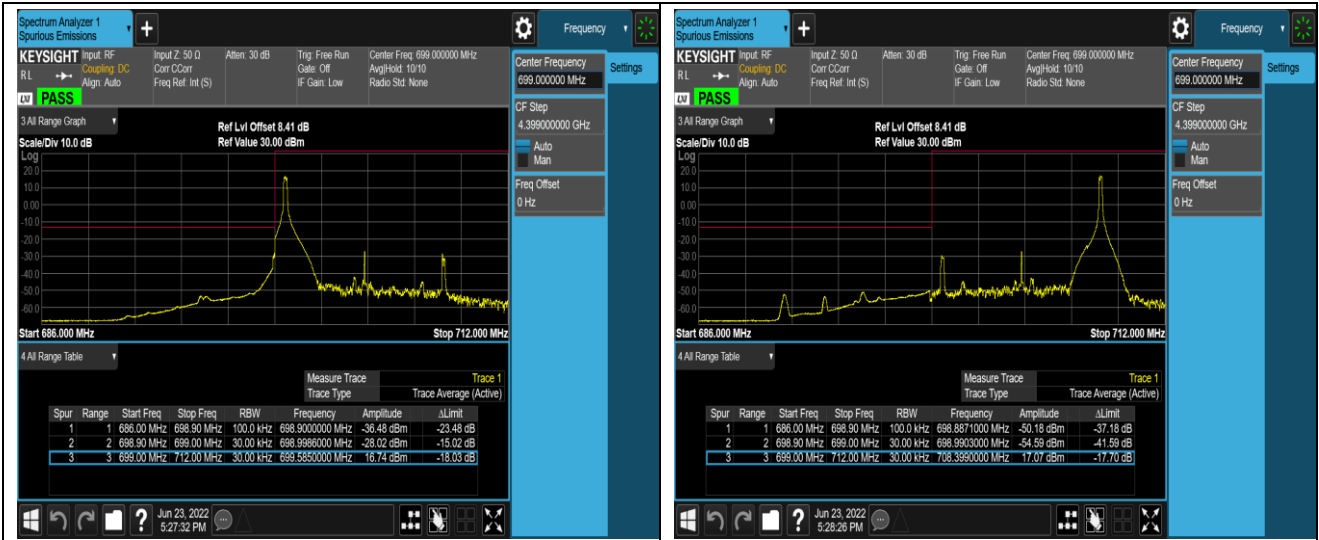 Spectrum Analyzer 1
Spurious Emissions
+
Frequency
KEYSIGHT Input: RF Input Z: 50 Ω Atten: 30 dB Trig: Free Run Center Freq: 699.000000 MHz
Coupling: DC Corr CCorr Gate: Off Avg|Hold: 10/10
RL Align: Auto Freq Ref: Int (S) IF Gain: Low Radio Std: None
LXI PASS
3 All Range Graph
Ref Lvl Offset 8.41 dB
Scale/Div 10.0 dB Ref Value 30.00 dBm
Log
20.0
10.0
0.00
-10.0
-20.0
-30.0
-40.0
-50.0
-60.0
Start 686.000 MHz Stop 712.000 MHz
4 All Range Table
Measure Trace Trace 1
Trace Type Trace Average (Active)
Spur Range Start Freq Stop Freq RBW Frequency Amplitude ΔLimit
1 1 686.00 MHz 698.90 MHz 100.0 kHz 698.9000000 MHz -36.48 dBm -23.48 dB
2 2 698.90 MHz 699.00 MHz 30.00 kHz 698.9986000 MHz -28.02 dBm -15.02 dB
3 3 699.00 MHz 712.00 MHz 30.00 kHz 699.5850000 MHz 16.74 dBm -18.03 dB
?
Jun 23, 2022
5:27:32 PM
Center Frequency
699.000000 MHz
Settings
CF Step
4.399000000 GHz
Auto
Man
Freq Offset
0 Hz
Spectrum Analyzer 1
Spurious Emissions
+
Frequency
KEYSIGHT Input: RF Input Z: 50 Ω Atten: 30 dB Trig: Free Run Center Freq: 699.000000 MHz
Coupling: DC Corr CCorr Gate: Off Avg|Hold: 10/10
RL Align: Auto Freq Ref: Int (S) IF Gain: Low Radio Std: None
LXI PASS
3 All Range Graph
Ref Lvl Offset 8.41 dB
Scale/Div 10.0 dB Ref Value 30.00 dBm
Log
20.0
10.0
0.00
-10.0
-20.0
-30.0
-40.0
-50.0
-60.0
Start 686.000 MHz Stop 712.000 MHz
4 All Range Table
Measure Trace Trace 1
Trace Type Trace Average (Active)
Spur Range Start Freq Stop Freq RBW Frequency Amplitude ΔLimit
1 1 686.00 MHz 698.90 MHz 100.0 kHz 698.8871000 MHz -50.18 dBm -37.18 dB
2 2 698.90 MHz 699.00 MHz 30.00 kHz 698.9903000 MHz -54.59 dBm -41.59 dB
3 3 699.00 MHz 712.00 MHz 30.00 kHz 708.3990000 MHz 17.07 dBm -17.70 dB
?
Jun 23, 2022
5:28:26 PM
Center Frequency
699.000000 MHz
Settings
CF Step
4.399000000 GHz
Auto
Man
Freq Offset
0 Hz